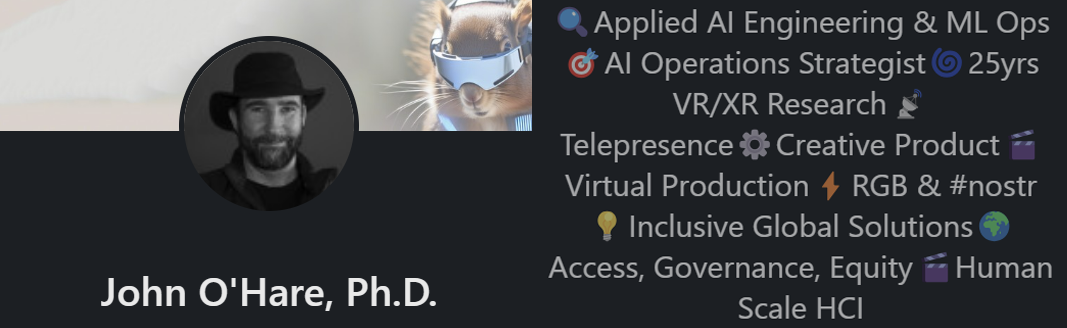 John O'Hare, Ph.D.
🔍 Applied AI Engineering & ML Ops
🎯 AI Operations Strategist 🌀 25yrs
VR/XR Research 📡
Telepresence ⚙️ Creative Product 🎬
Virtual Production ⚡ RGB & #nostr
💡 Inclusive Global Solutions 🌍
Access, Governance, Equity 🎬 Human
Scale HCI